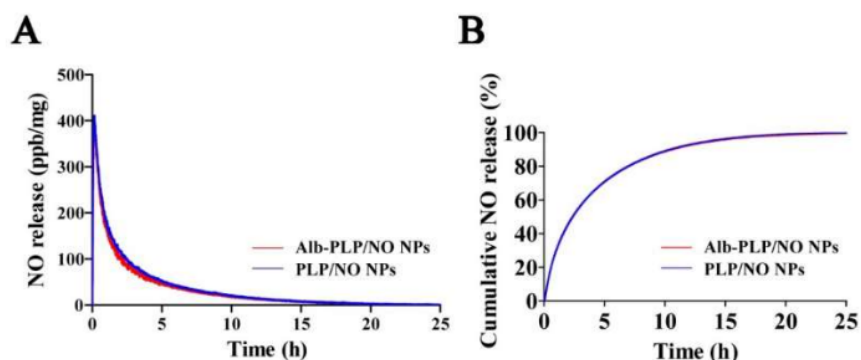 A
NO release (ppb/mg)
500
400
300
200
100
0
0 5 10 15 20 25
Time (h)
Alb-PLP/NO NPs
PLP/NO NPs
B
Cumulative NO release (%)
100
80
60
40
20
0
0 5 10 15 20 25
Time (h)
Alb-PLP/NO NPs
PLP/NO NPs